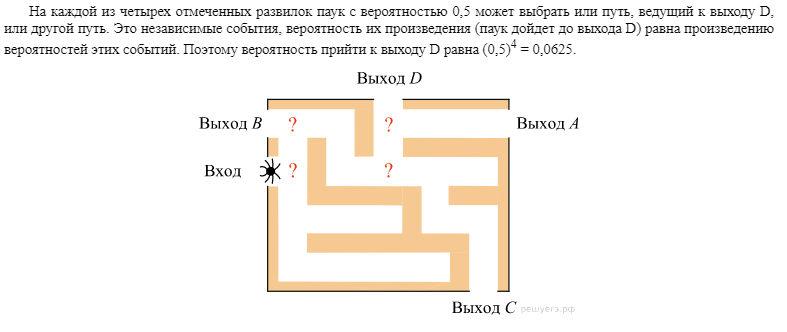 На каждой из четырех отмеченных развилок паук с вероятностью 0,5 может выбрать или путь, ведущий к выходу D,
или другой путь. Это независимые события, вероятность их произведения (паук дойдет до выхода D) равна произведению
вероятностей этих событий. Поэтому вероятность прийти к выходу D равна (0,5)⁴ = 0,0625.
Выход D
Выход B ? ? Выход A
Вход ? ?
Выход C решуегэ.рф